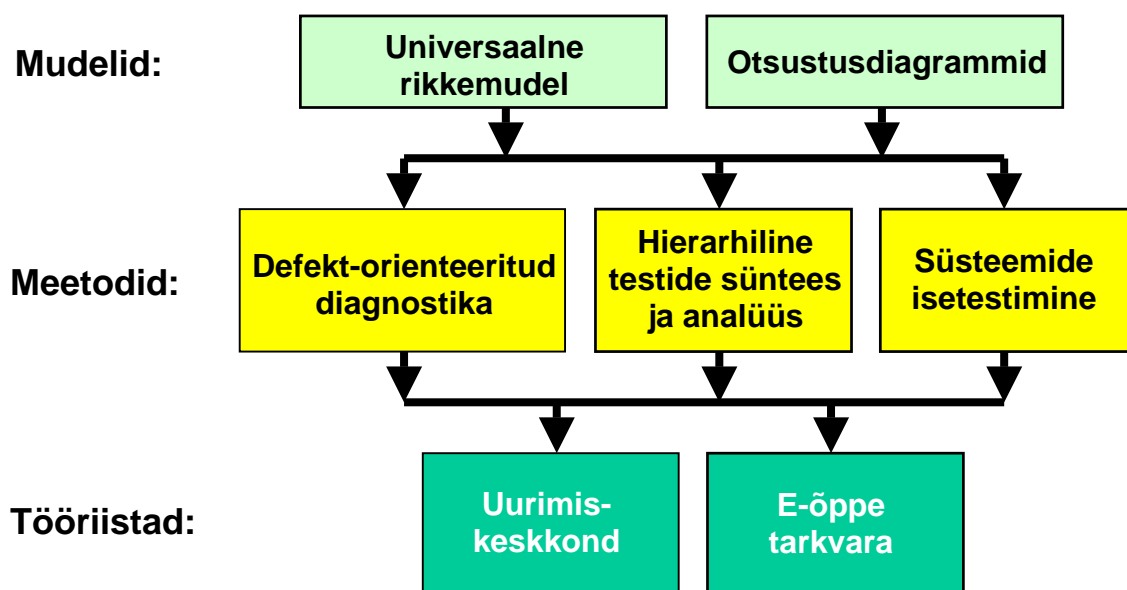 Mudelid:
Universaalne
rikkemudel
Otsustusdiagrammid
Meetodid:
Defekt-orienteeritud
diagnostika
Hierarhiline
testide süntees
ja analüüs
Süsteemide
isetestimine
Tööriistad:
Uurimis-
keskkond
E-õppe
tarkvara